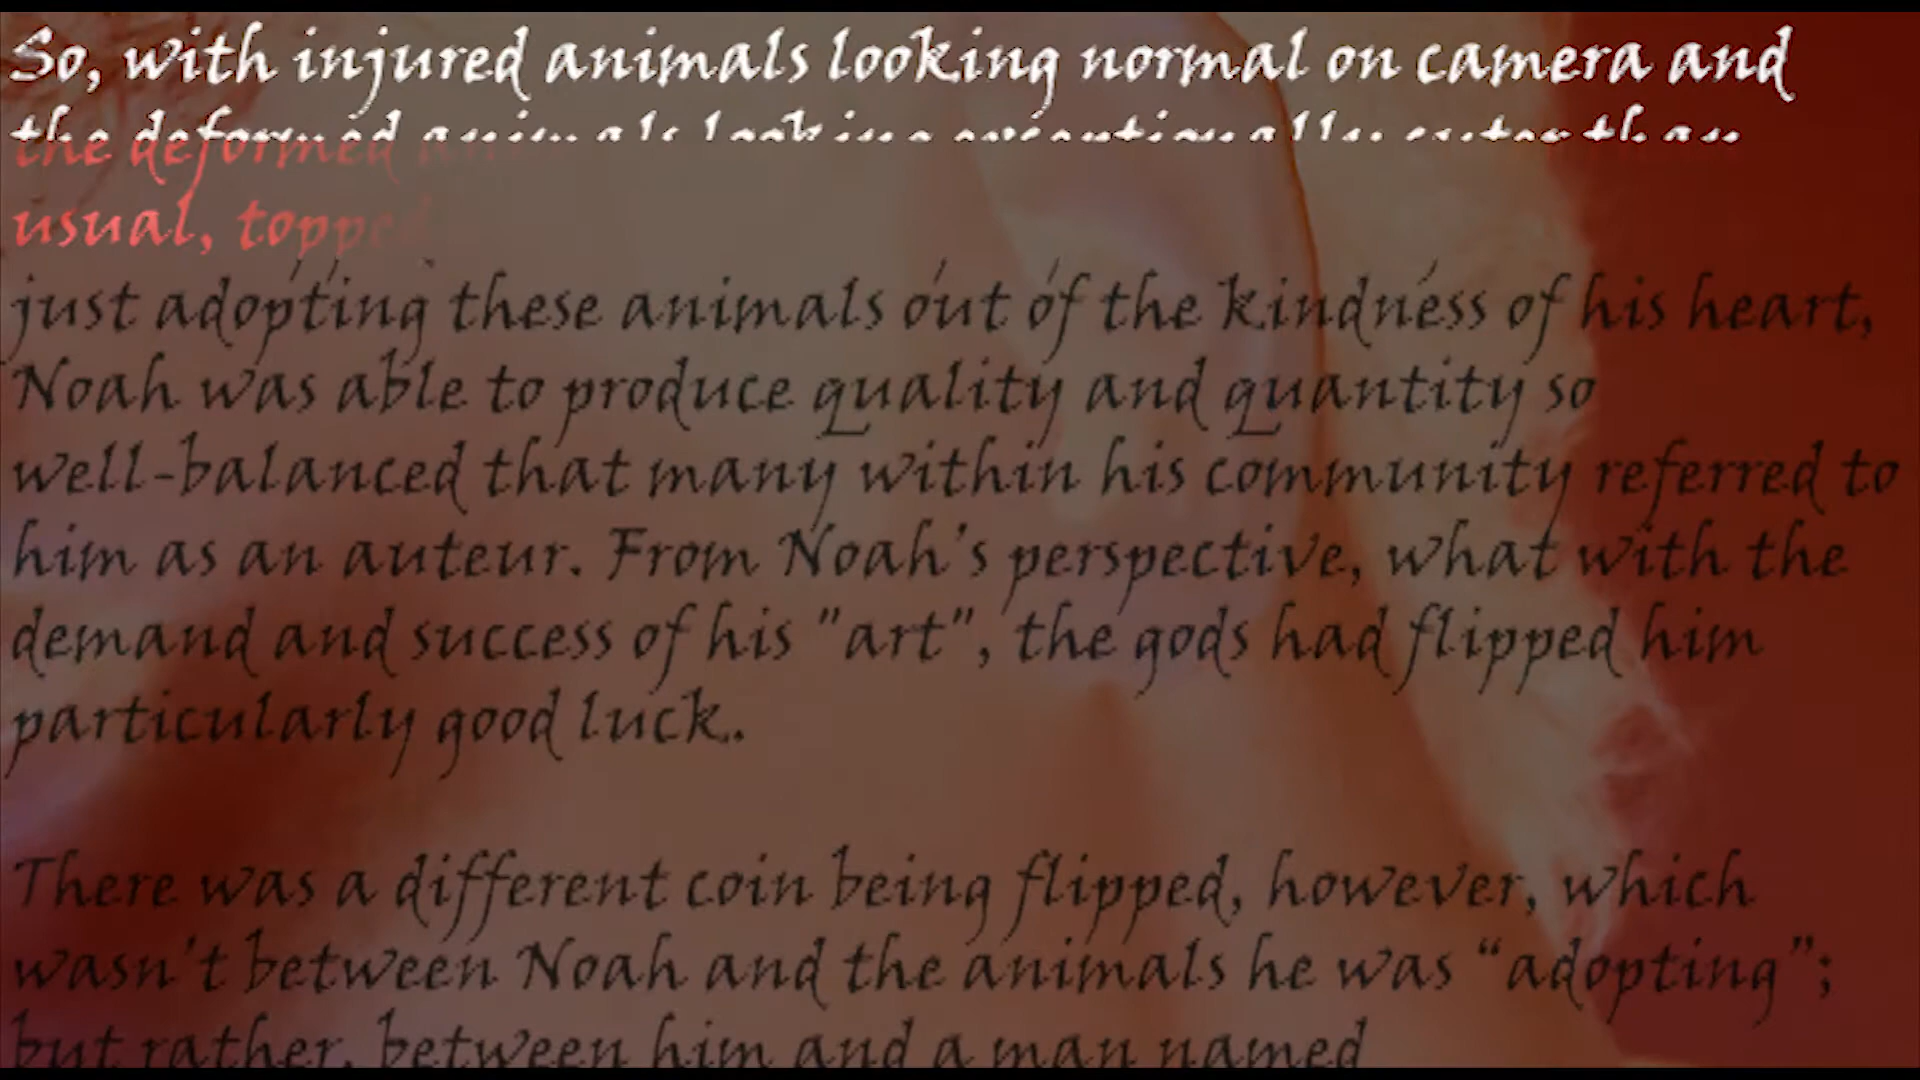 So, with injured animals looking normal on camera and
the deformed animals looking
usual, topped
just adopting these animals out of the kindness of his heart,
Noah was able to produce quality and quantity so
well-balanced that many within his community referred to
him as an auteur. From Noah's perspective, what with the
demand and success of his "art", the gods had flipped him
particularly good luck.
There was a different coin being flipped, however, which
wasn't between Noah and the animals he was “adopting”;
but rather, between him and a man named